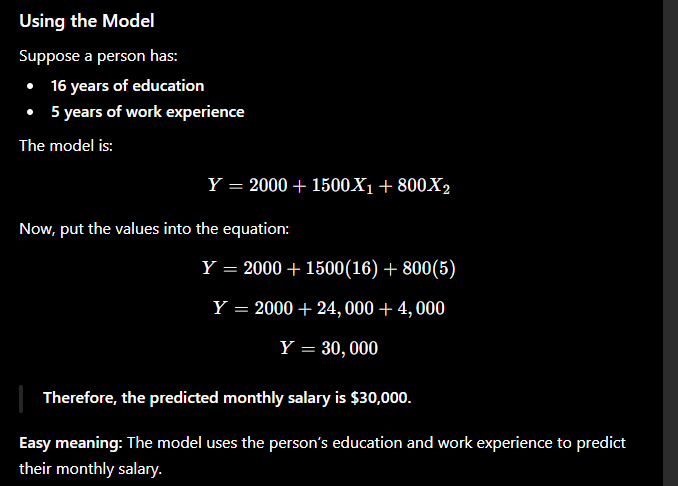 Using the Model
Suppose a person has:
• 16 years of education
• 5 years of work experience
The model is:
Y = 2000 + 1500X₁ + 800X₂
Now, put the values into the equation:
Y = 2000 + 1500(16) + 800(5)
Y = 2000 + 24,000 + 4,000
Y = 30,000
Therefore, the predicted monthly salary is $30,000.
Easy meaning: The model uses the person’s education and work experience to predict
their monthly salary.